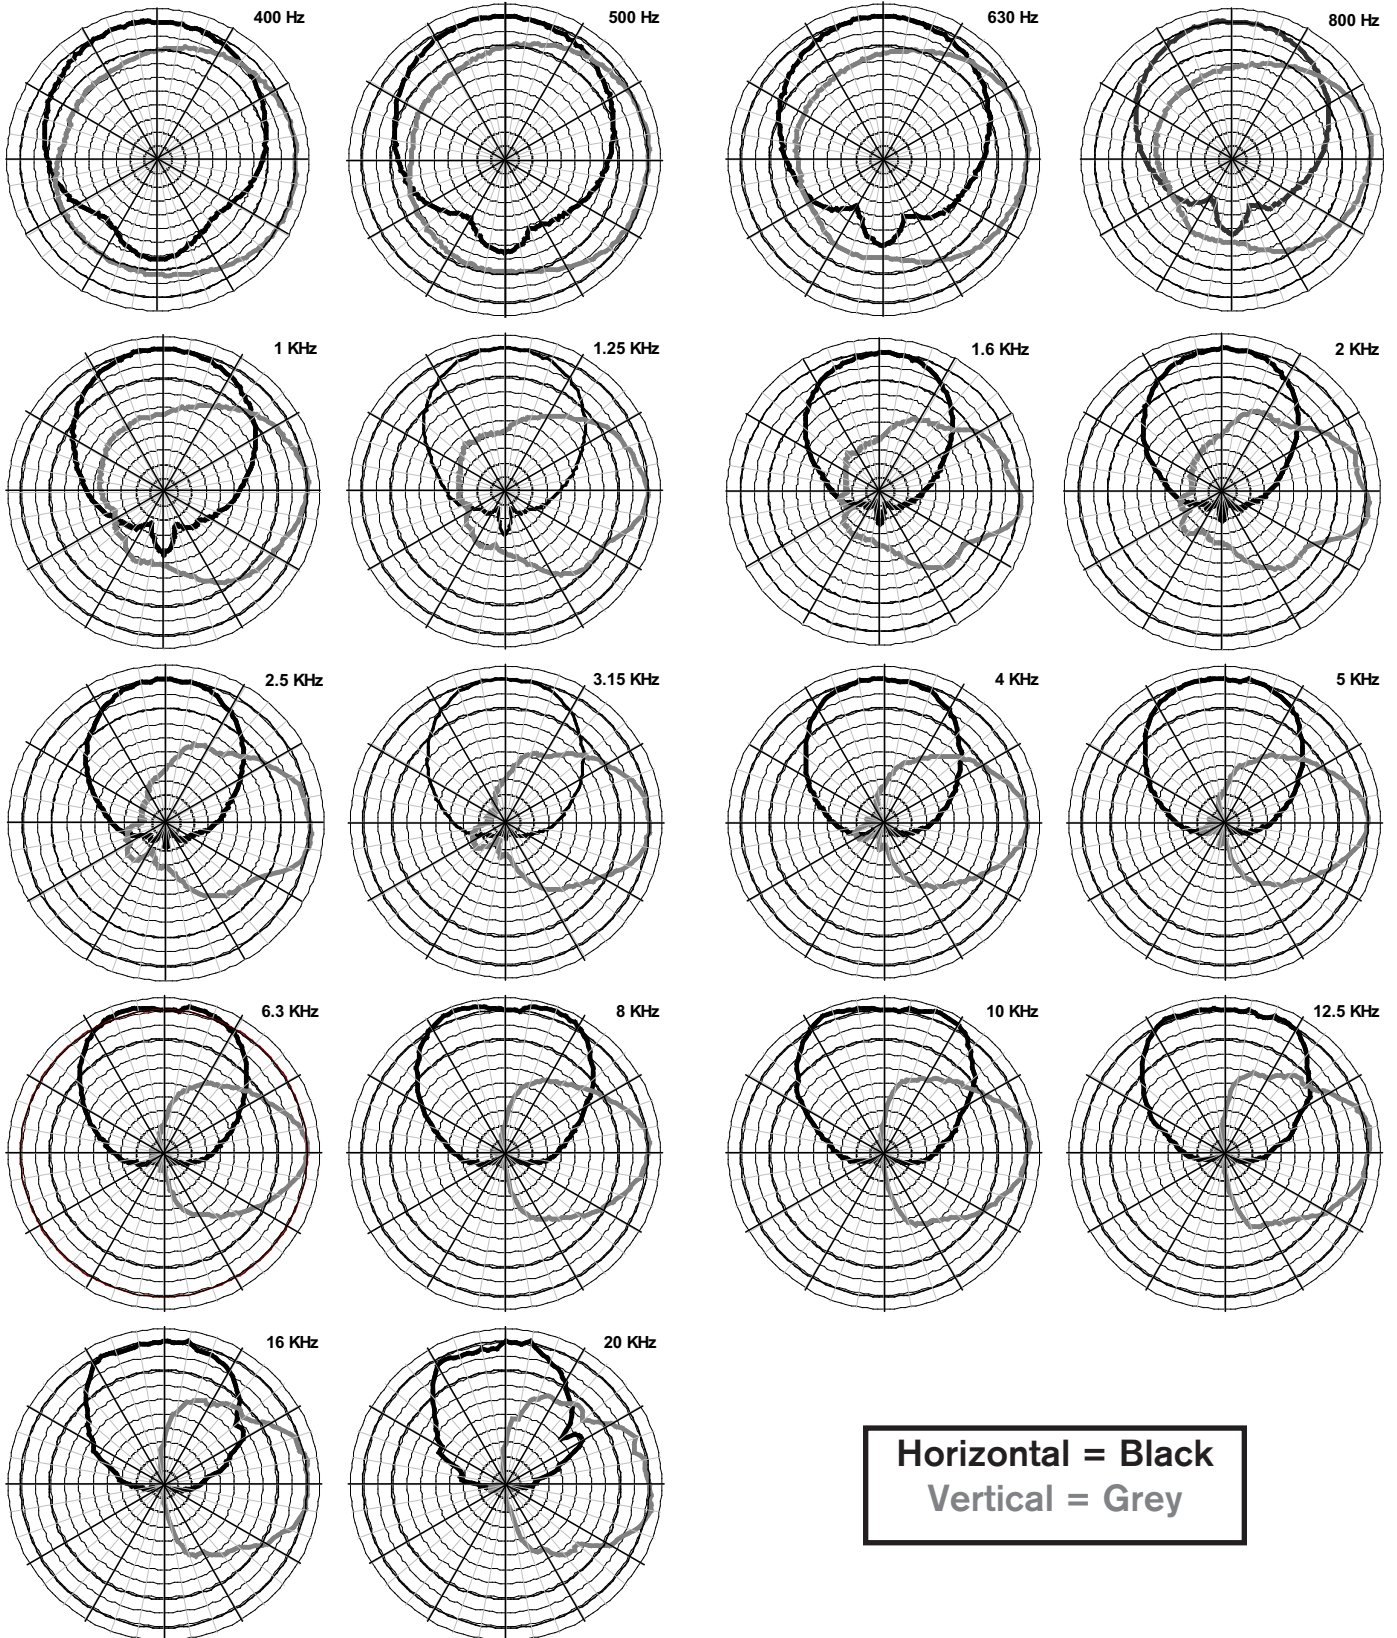 400 Hz
500 Hz
630 Hz
800 Hz
1 KHz
1.25 KHz
1.6 KHz
2 KHz
2.5 KHz
3.15 KHz
4 KHz
5 KHz
6.3 KHz
8 KHz
10 KHz
12.5 KHz
16 KHz
20 KHz
Horizontal = Black
Vertical = Grey